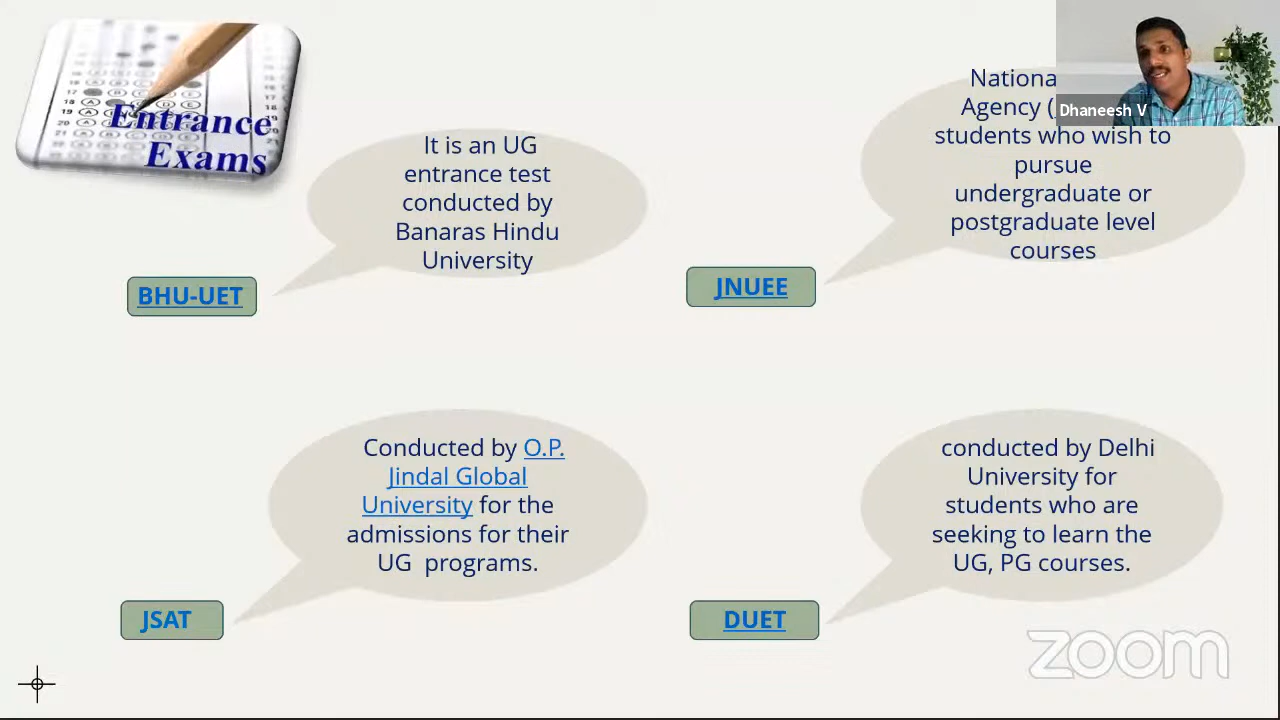 Entrance
Exams
It is an UG
entrance test
conducted by
Banaras Hindu
University
BHU-UET
Nationa
Agency (
students who wish to
pursue
undergraduate or
postgraduate level
courses
JNUEE
Dhaneesh V
Conducted by O.P.
Jindal Global
University for the
admissions for their
UG programs.
JSAT
conducted by Delhi
University for
students who are
seeking to learn the
UG, PG courses.
DUET
zoom